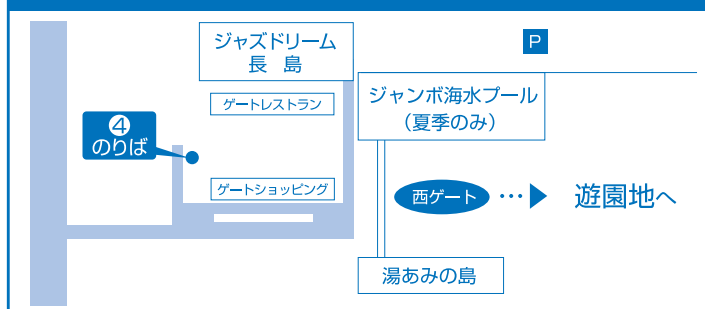 ジャズドリーム
長 島
P
ゲートレストラン
ジャンボ海水プール
（夏季のみ）
4
のりば
ゲートショッピング
西ゲート
…▶ 遊園地へ
湯あみの島